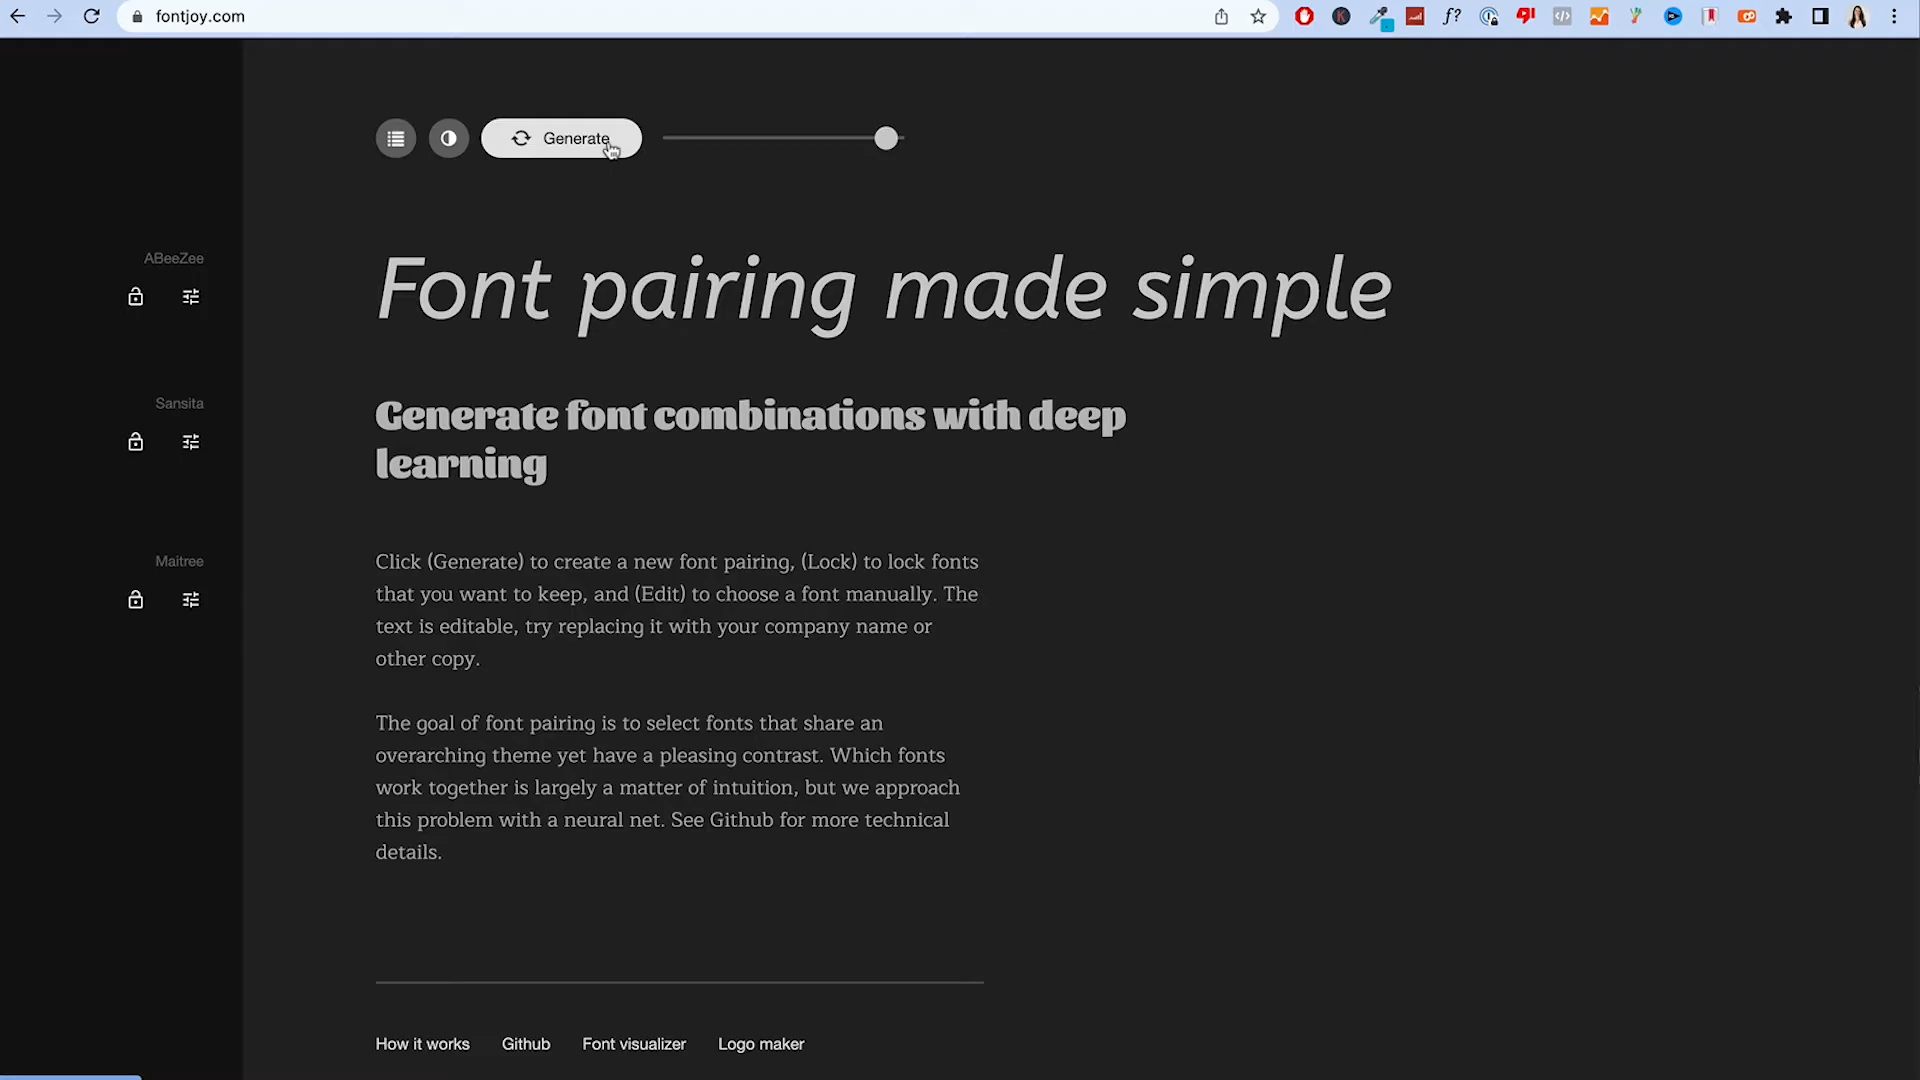 fontjoy.com
Generate
ABeeZee
Font pairing made simple
Sansita
Generate font combinations with deep
learning
Maitree
Click (Generate) to create a new font pairing, (Lock) to lock fonts
that you want to keep, and (Edit) to choose a font manually. The
text is editable, try replacing it with your company name or
other copy.
The goal of font pairing is to select fonts that share an
overarching theme yet have a pleasing contrast. Which fonts
work together is largely a matter of intuition, but we approach
this problem with a neural net. See Github for more technical
details.
How it works Github Font visualizer Logo maker